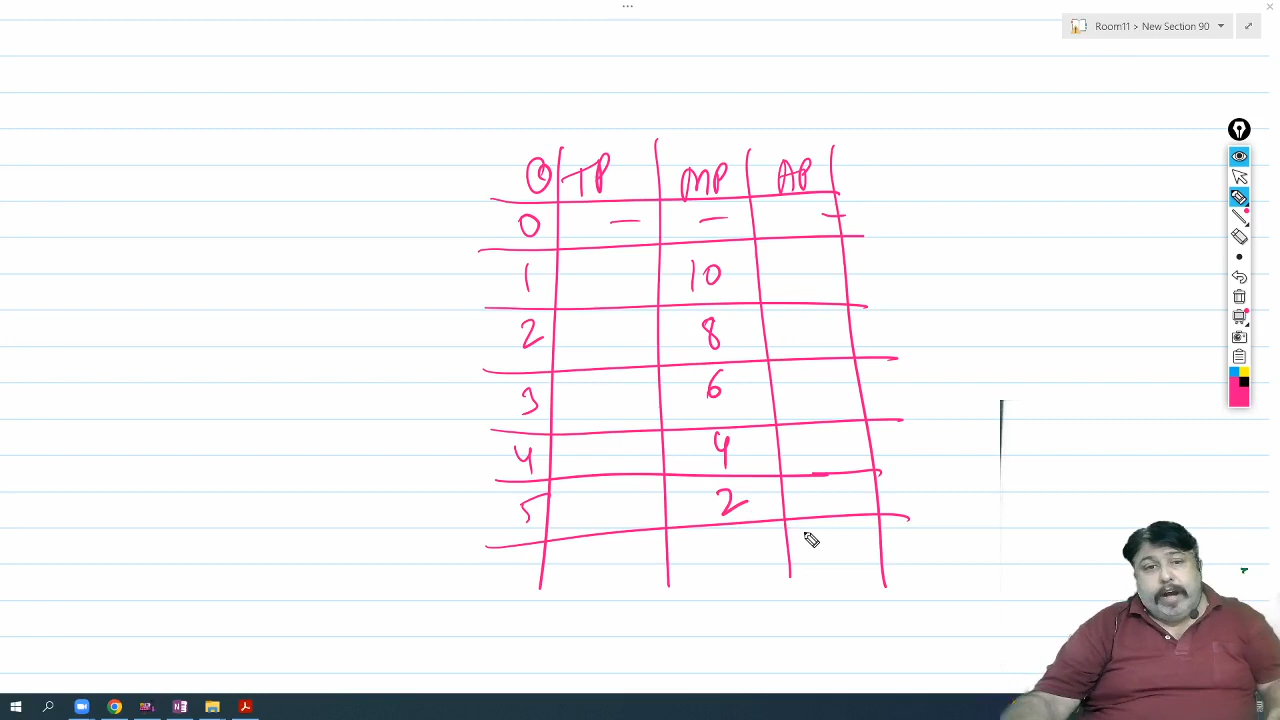 Room11 > New Section 90
Q TP MP AP
0 – – –
1 10
2 8
3 6
4 4
5 2